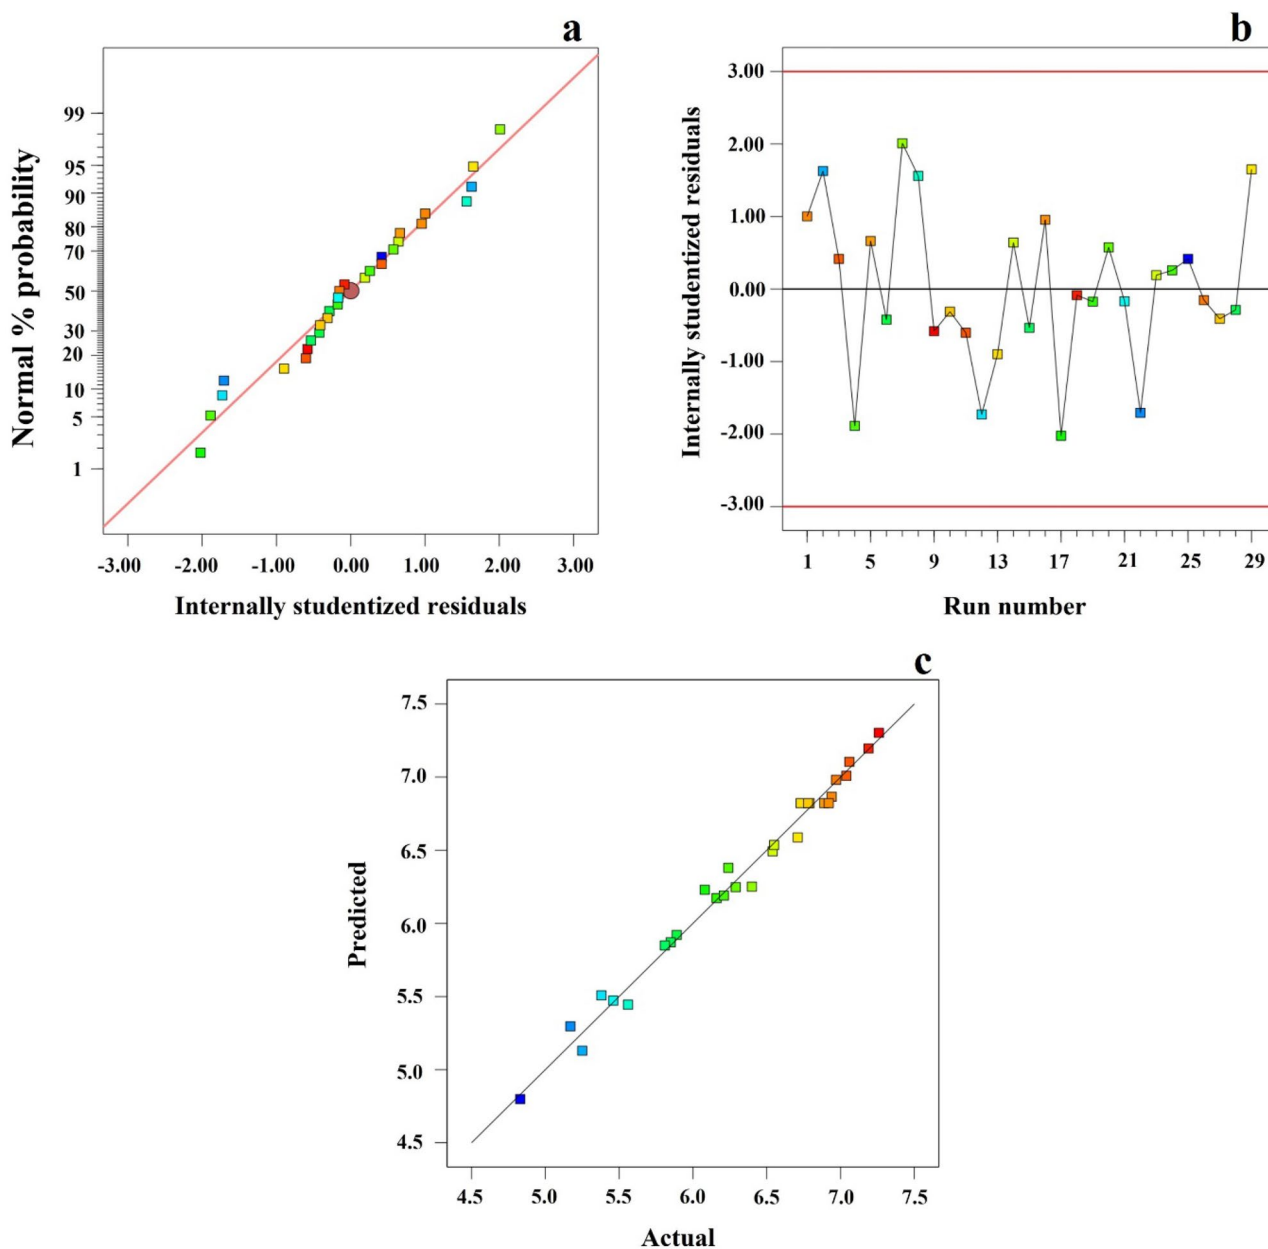 a
Normal % probability
99
95
90
80
70
50
30
20
10
5
1
-3.00 -2.00 -1.00 0.00 1.00 2.00 3.00
Internally studentized residuals
b
Internally studentized residuals
3.00
2.00
1.00
0.00
-1.00
-2.00
-3.00
1 5 9 13 17 21 25 29
Run number
c
Predicted
7.5
7.0
6.5
6.0
5.5
5.0
4.5
4.5 5.0 5.5 6.0 6.5 7.0 7.5
Actual